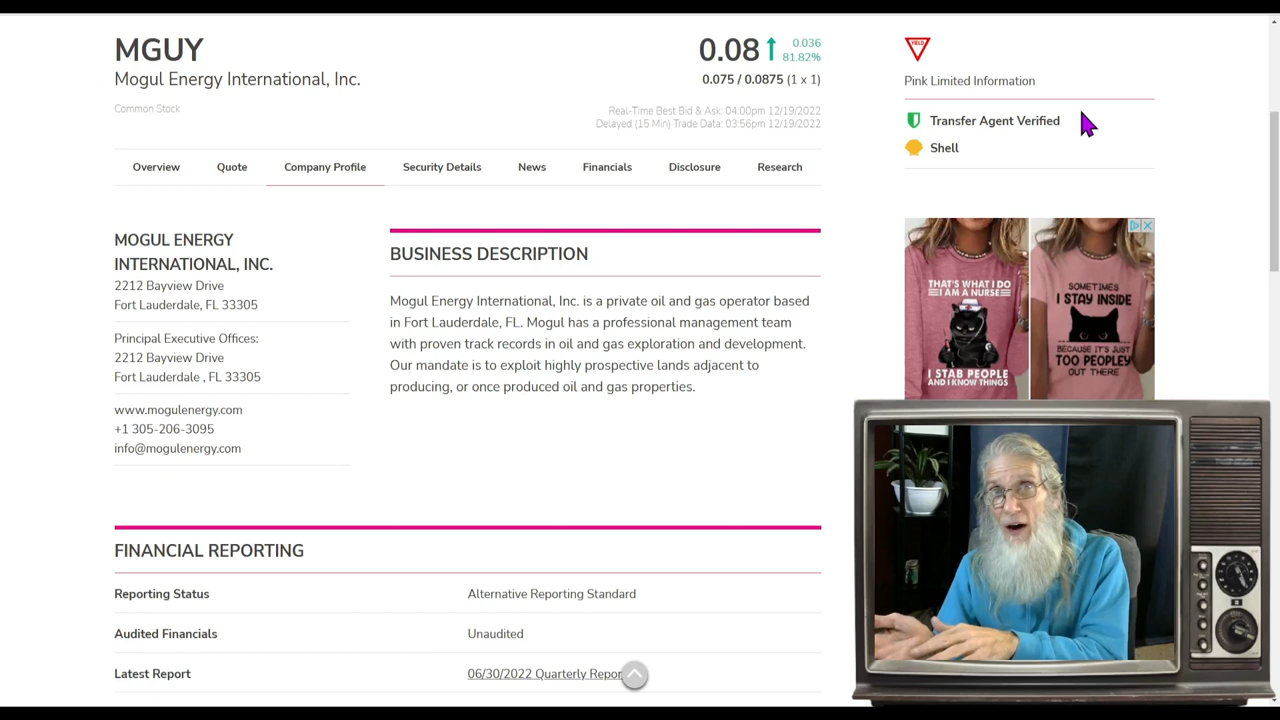 MGUY
Mogul Energy International, Inc.
Common Stock
0.08
0.036
81.82%
0.075 / 0.0875 (1 x 1)
Real-Time Best Bid & Ask: 04:00pm 12/19/2022
Delayed (15 Min) Trade Data: 03:56pm 12/19/2022
YIELD
Pink Limited Information
Transfer Agent Verified
Shell
Overview Quote Company Profile Security Details News Financials Disclosure Research
MOGUL ENERGY
INTERNATIONAL, INC.
2212 Bayview Drive
Fort Lauderdale, FL 33305
Principal Executive Offices:
2212 Bayview Drive
Fort Lauderdale , FL 33305
www.mogulenergy.com
+1 305-206-3095
info@mogulenergy.com
BUSINESS DESCRIPTION
Mogul Energy International, Inc. is a private oil and gas operator based
in Fort Lauderdale, FL. Mogul has a professional management team
with proven track records in oil and gas exploration and development.
Our mandate is to exploit highly prospective lands adjacent to
producing, or once produced oil and gas properties.
THAT'S WHAT I DO
I AM A NURSE
I STAB PEOPLE
AND I KNOW THINGS
SOMETIMES
I STAY INSIDE
BECAUSE IT'S JUST
TOO PEOPLEY
OUT THERE
FINANCIAL REPORTING
Reporting Status Alternative Reporting Standard
Audited Financials Unaudited
Latest Report 06/30/2022 Quarterly Repor